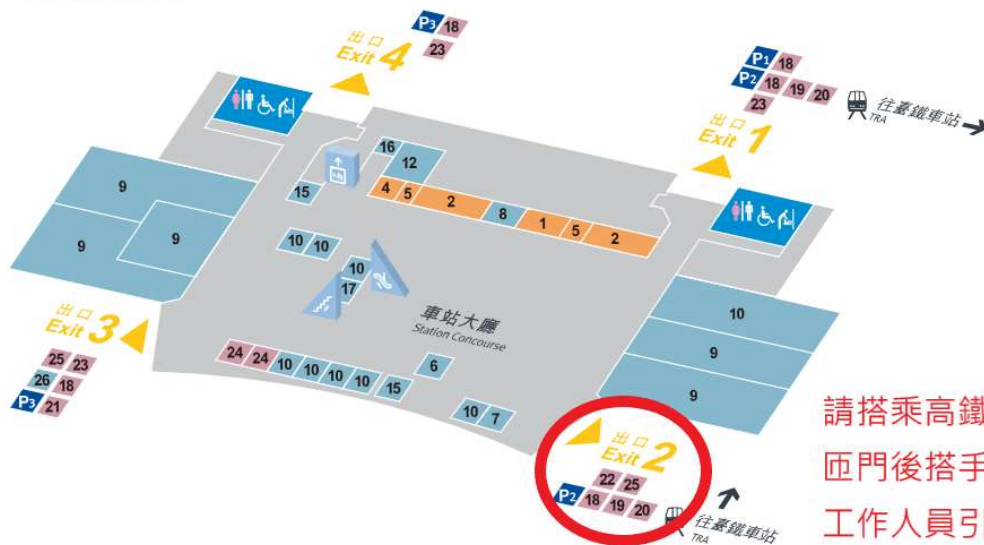 出口
Exit 4
P3 18
23
P1 18
P2 18 19 20
23
往臺鐵車站
TRA
出口
Exit 1
16
12
15
4 5 2 8 1 5 2
9
9
9
10 10
10
17
車站大廳
Station Concourse
10
9
9
出口
Exit 3
25 23
26 18
P3 21
24 24 10 10 10 10 15
6
10 7
出口
Exit 2
22 25
P2 18 19 20
往臺鐵車站
TRA
請搭乘高鐵
匝門後搭手
工作人員引